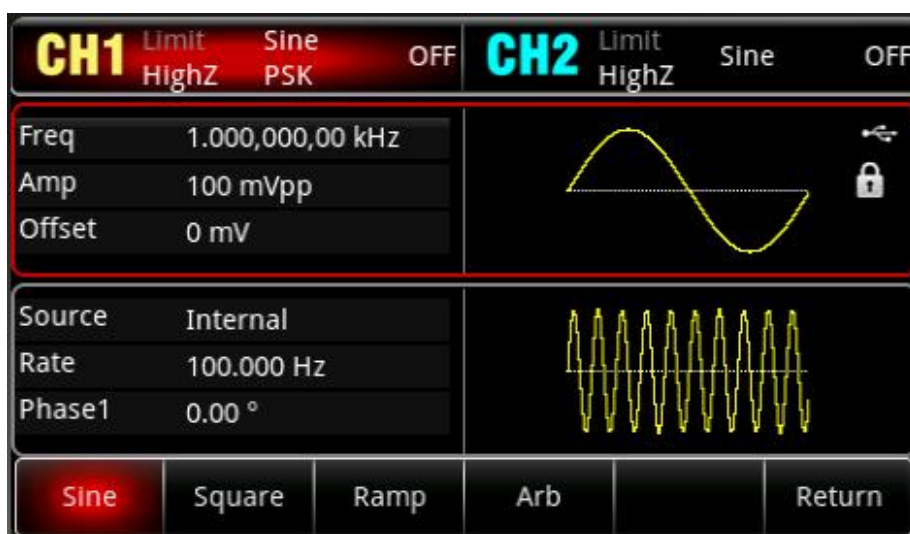 CH1 Limit Sine OFF CH2 Limit Sine OFF
HighZ PSK HighZ
Freq 1.000,000,00 kHz
Amp 100 mVpp
Offset 0 mV
Source Internal
Rate 100.000 Hz
Phase1 0.00 °
Sine Square Ramp Arb Return